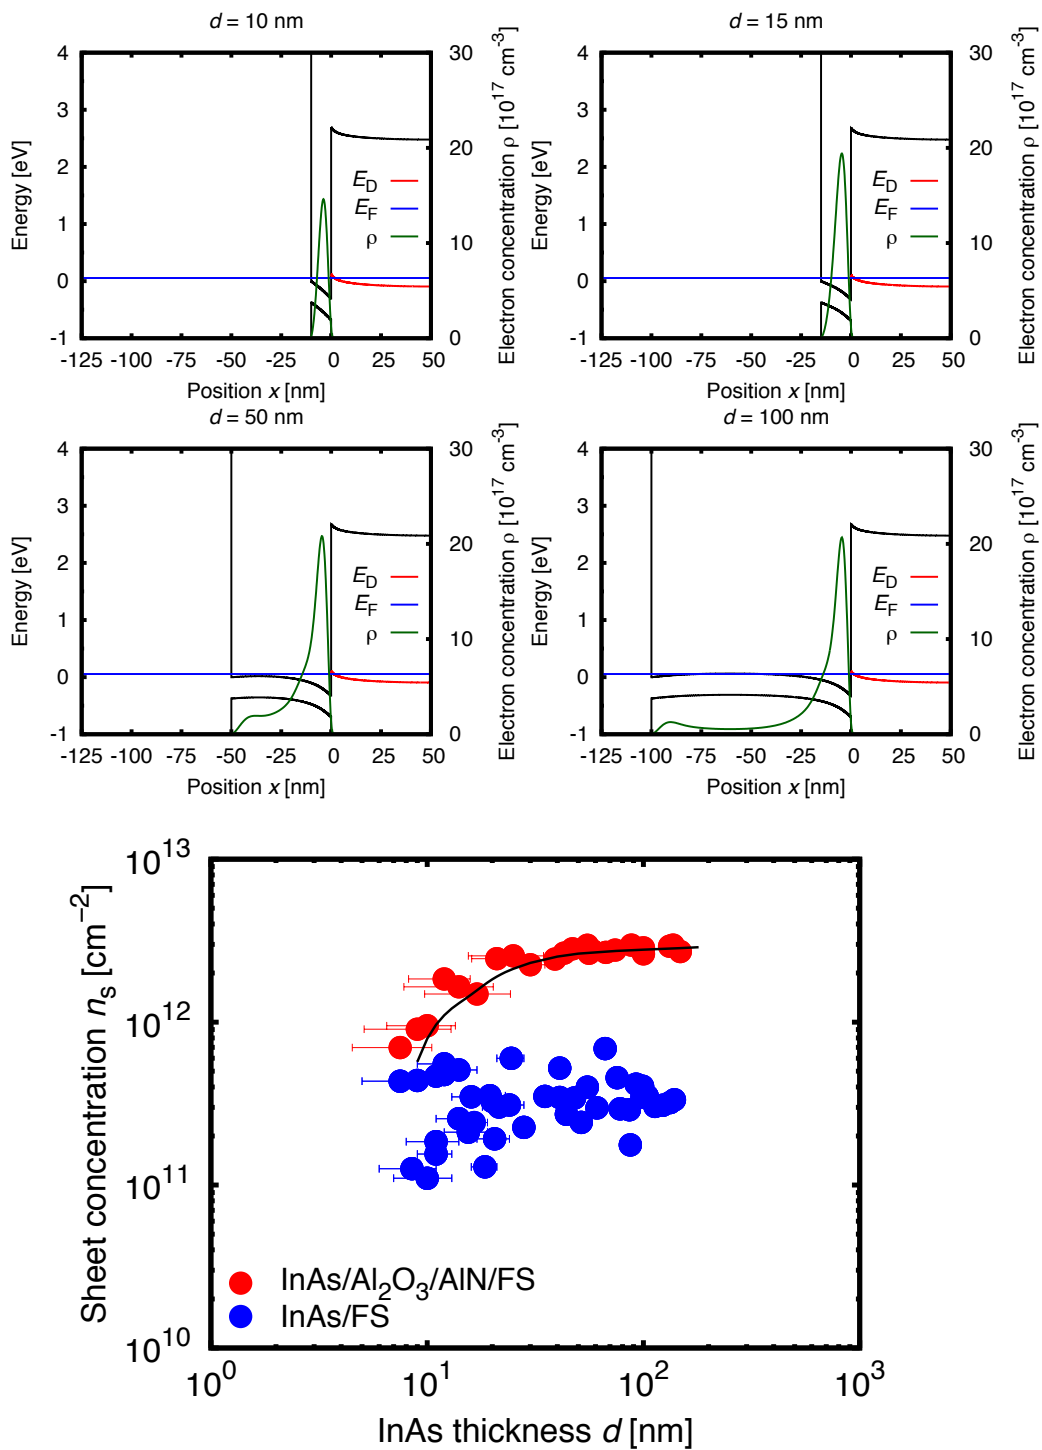 d = 10 nm
4
3
2
1
0
-1
30
20
10
0
Energy [eV]
Electron concentration ρ [10^17 cm^-3]
E_D
E_F
ρ
-125 -100 -75 -50 -25 0 25 50
Position x [nm]
d = 15 nm
4
3
2
1
0
-1
30
20
10
0
Energy [eV]
Electron concentration ρ [10^17 cm^-3]
E_D
E_F
ρ
-125 -100 -75 -50 -25 0 25 50
Position x [nm]
d = 50 nm
4
3
2
1
0
-1
30
20
10
0
Energy [eV]
Electron concentration ρ [10^17 cm^-3]
E_D
E_F
ρ
-125 -100 -75 -50 -25 0 25 50
Position x [nm]
d = 100 nm
4
3
2
1
0
-1
30
20
10
0
Energy [eV]
Electron concentration ρ [10^17 cm^-3]
E_D
E_F
ρ
-125 -100 -75 -50 -25 0 25 50
Position x [nm]
10^13
10^12
10^11
10^10
Sheet concentration n_s [cm^−2]
InAs/Al₂O₃/AlN/FS
InAs/FS
10^0 10^1 10^2 10^3
InAs thickness d [nm]